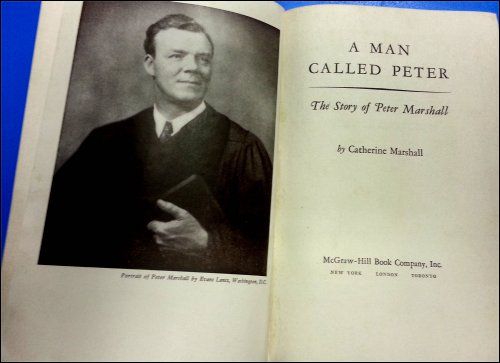 Portrait of Peter Marshall by Evans Lantz, Washington, D.C.
A MAN
CALLED PETER
The Story of Peter Marshall
by Catherine Marshall
McGraw-Hill Book Company, Inc.
NEW YORK LONDON TORONTO